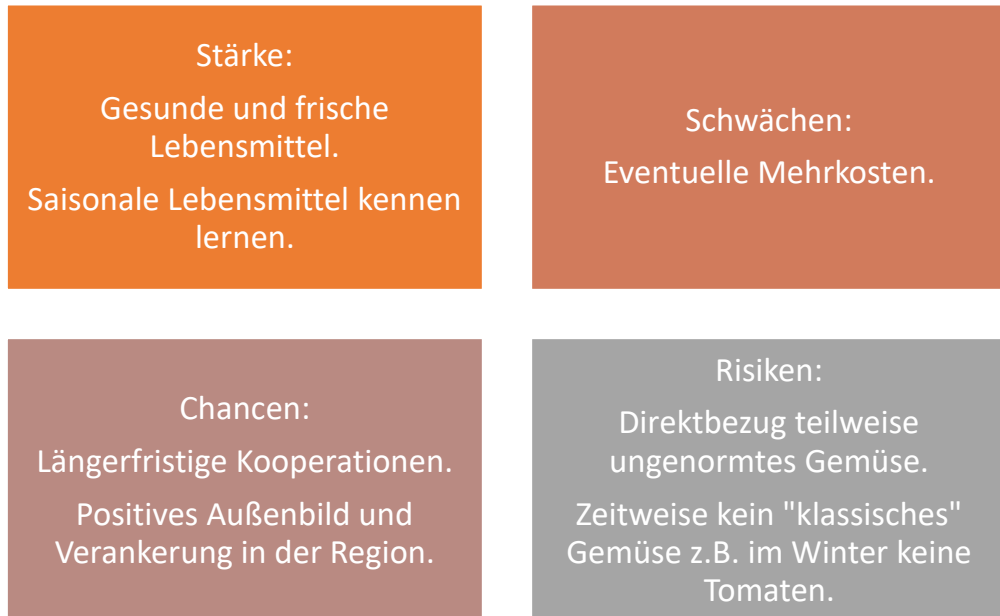 Stärke:
Gesunde und frische
Lebensmittel.
Saisonale Lebensmittel kennen
lernen.
Schwächen:
Eventuelle Mehrkosten.
Chancen:
Längerfristige Kooperationen.
Positives Außenbild und
Verankerung in der Region.
Risiken:
Direktbezug teilweise
ungenormtes Gemüse.
Zeitweise kein "klassisches"
Gemüse z.B. im Winter keine
Tomaten.